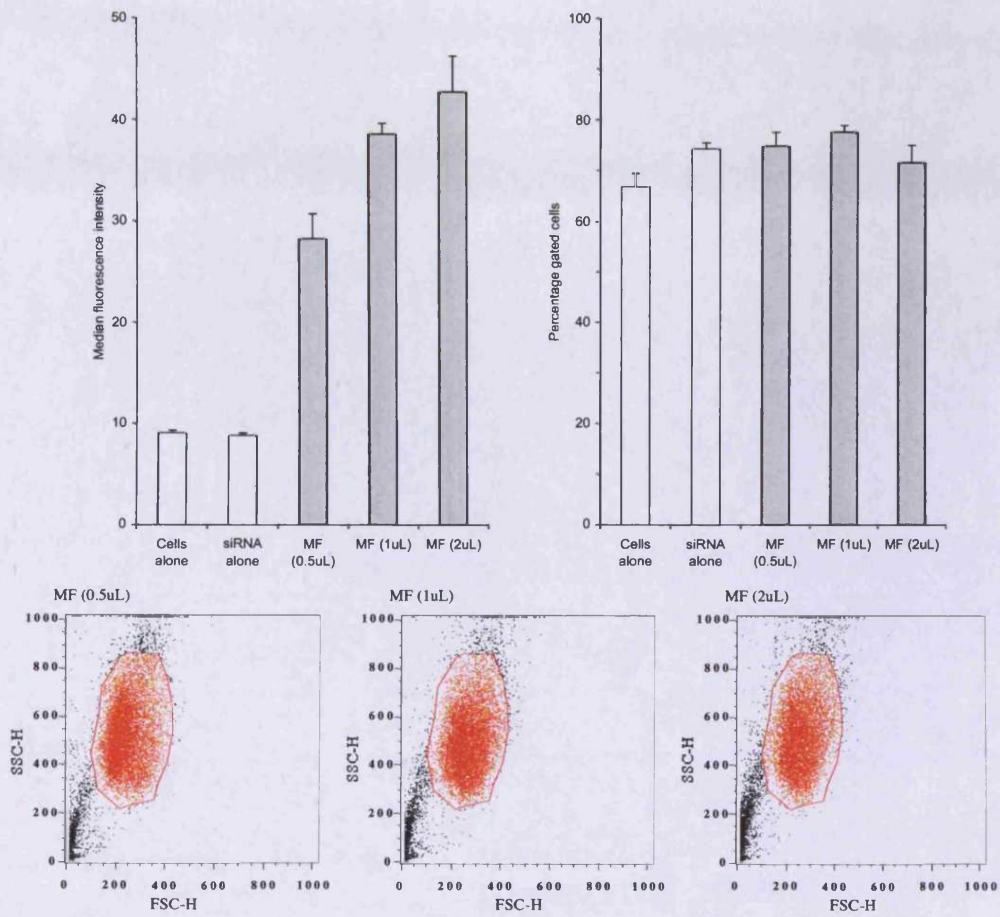 50
40
30
20
10
0
Median fluorescence intensity
Cells alone
siRNA alone
MF (0.5uL)
MF (1uL)
MF (2uL)
100
80
60
40
20
0
Percentage gated cells
Cells alone
siRNA alone
MF (0.5uL)
MF (1uL)
MF (2uL)
MF (0.5uL)
1000
800
600
400
200
0
SSC-H
0 200 400 600 800 1000
FSC-H
MF (1uL)
1000
800
600
400
200
0
SSC-H
0 200 400 600 800 1000
FSC-H
MF (2uL)
1000
800
600
400
200
0
SSC-H
0 200 400 600 800 1000
FSC-H